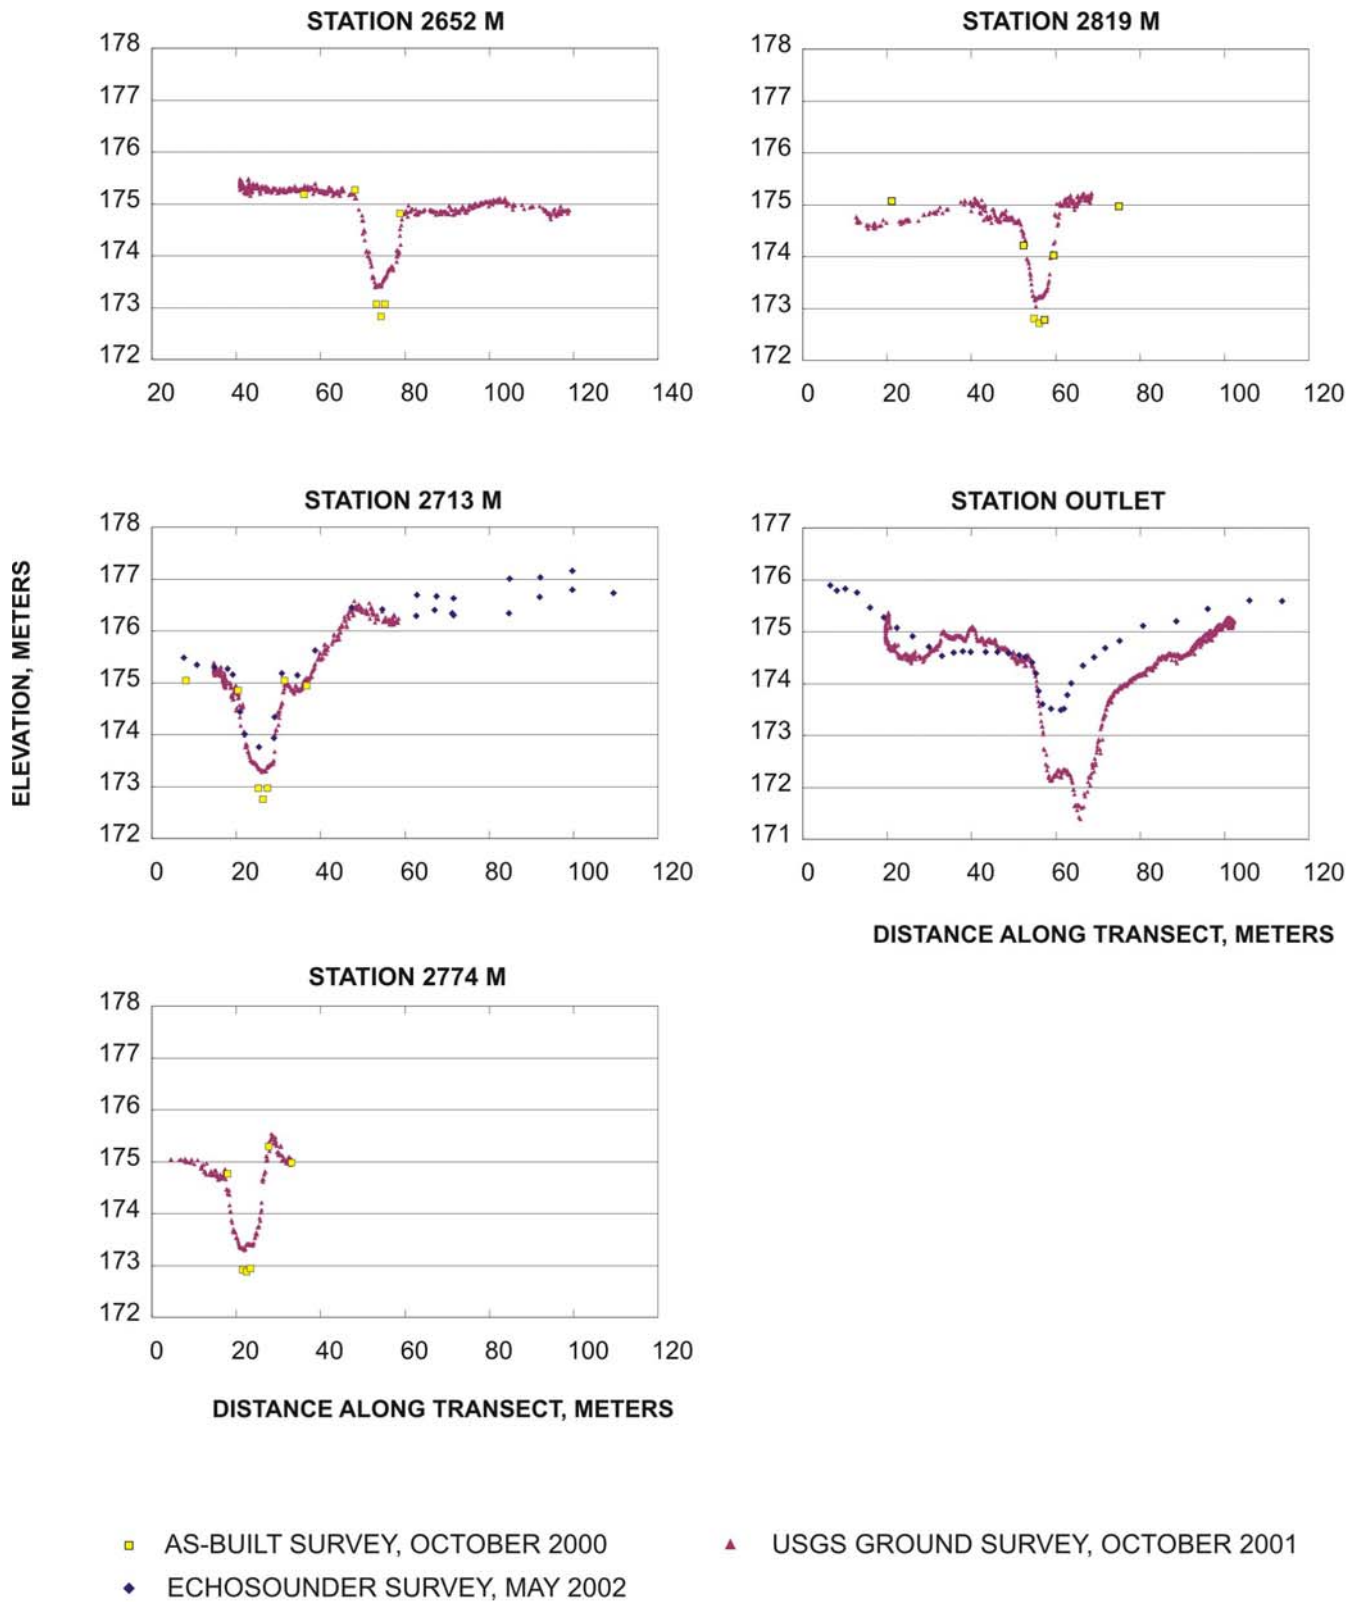 STATION 2652 M
178
177
176
175
174
173
172
20 40 60 80 100 120 140
STATION 2819 M
178
177
176
175
174
173
172
0 20 40 60 80 100 120
ELEVATION, METERS
STATION 2713 M
178
177
176
175
174
173
172
0 20 40 60 80 100 120
STATION OUTLET
177
176
175
174
173
172
171
0 20 40 60 80 100 120
DISTANCE ALONG TRANSECT, METERS
STATION 2774 M
178
177
176
175
174
173
172
0 20 40 60 80 100 120
DISTANCE ALONG TRANSECT, METERS
AS-BUILT SURVEY, OCTOBER 2000
USGS GROUND SURVEY, OCTOBER 2001
ECHOSOUNDER SURVEY, MAY 2002